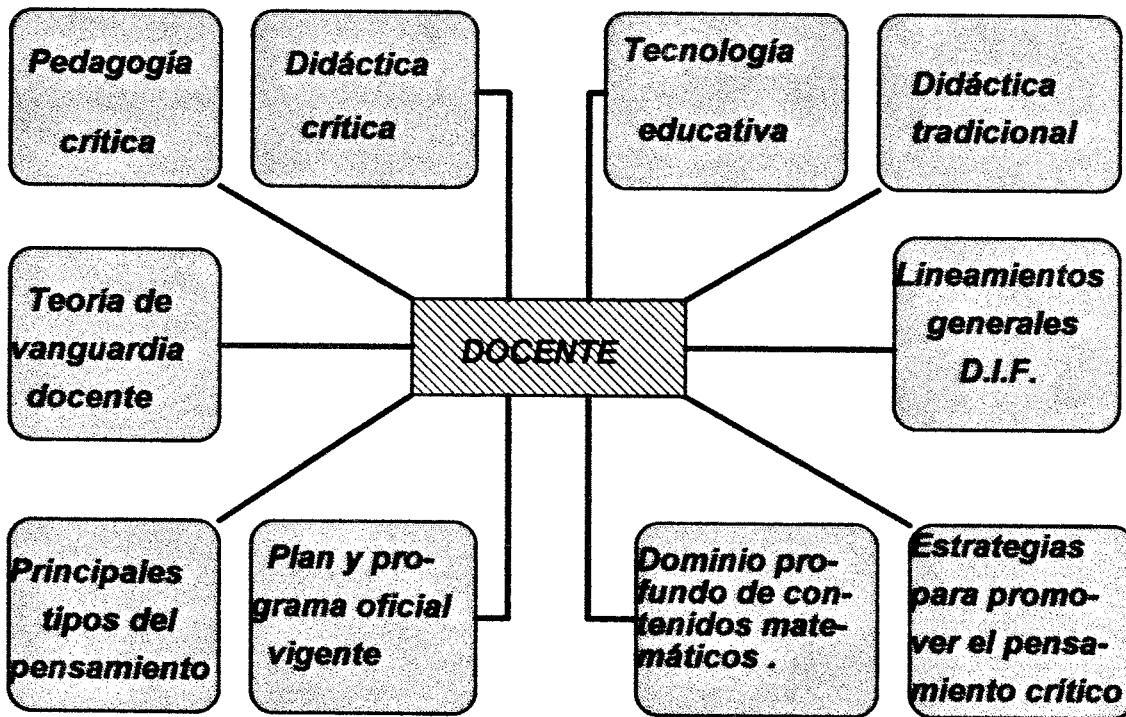 Pedagogía
crítica
Didáctica
crítica
Tecnología
educativa
Didáctica
tradicional
Teoría de
vanguardia
docente
DOCENTE
Lineamientos
generales
D.I.F.
Principales
tipos del
pensamiento
Plan y pro-
grama oficial
vigente
Dominio pro-
fundo de con-
tenidos mate-
máticos .
Estrategias
para promo-
ver el pensa-
miento crítico